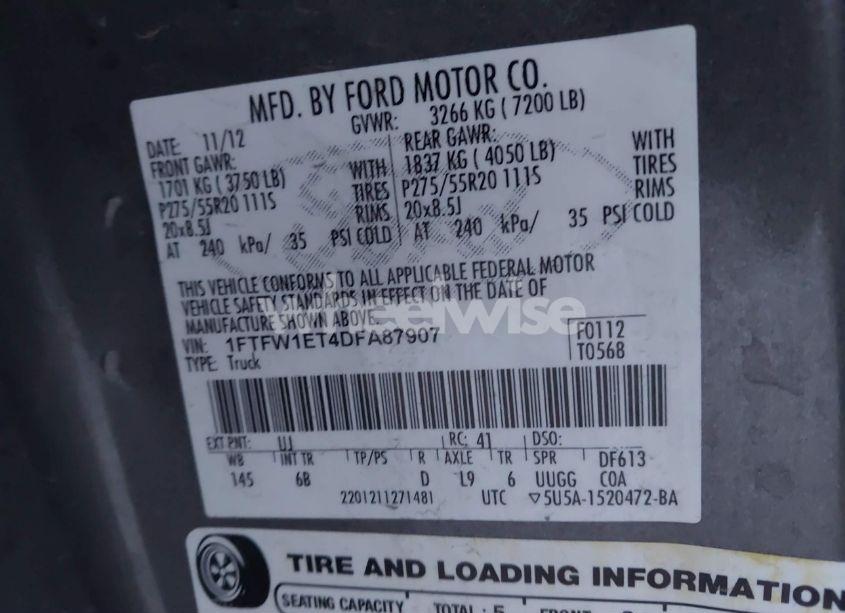 MFD. BY FORD MOTOR CO.
DATE: 11/12 GVWR: 3266 KG ( 7200 LB)
FRONT GAWR: REAR GAWR:
1701 KG ( 3750 LB) WITH 1837 KG ( 4050 LB) WITH
P275/55R20 111S TIRES P275/55R20 111S TIRES
20x8.5J RIMS 20x8.5J RIMS
AT 240 kPa/ 35 PSI COLD AT 240 kPa/ 35 PSI COLD
THIS VEHICLE CONFORMS TO ALL APPLICABLE FEDERAL MOTOR
VEHICLE SAFETY STANDARDS IN EFFECT ON THE DATE OF
MANUFACTURE SHOWN ABOVE.
VIN: 1FTFW1ET4DFA87907 F0112
TYPE: Truck T0568
EXT PNT: UJ RC: 41 DSO:
WB INT TR TP/PS R AXLE TR SPR DF613
145 6B D L9 6 UUGG COA
2201211271481 UTC ▽5U5A-1520472-BA
wheelwise
TIRE AND LOADING INFORMATION
SEATING CAPACITY TOTAL : 5 FRONT